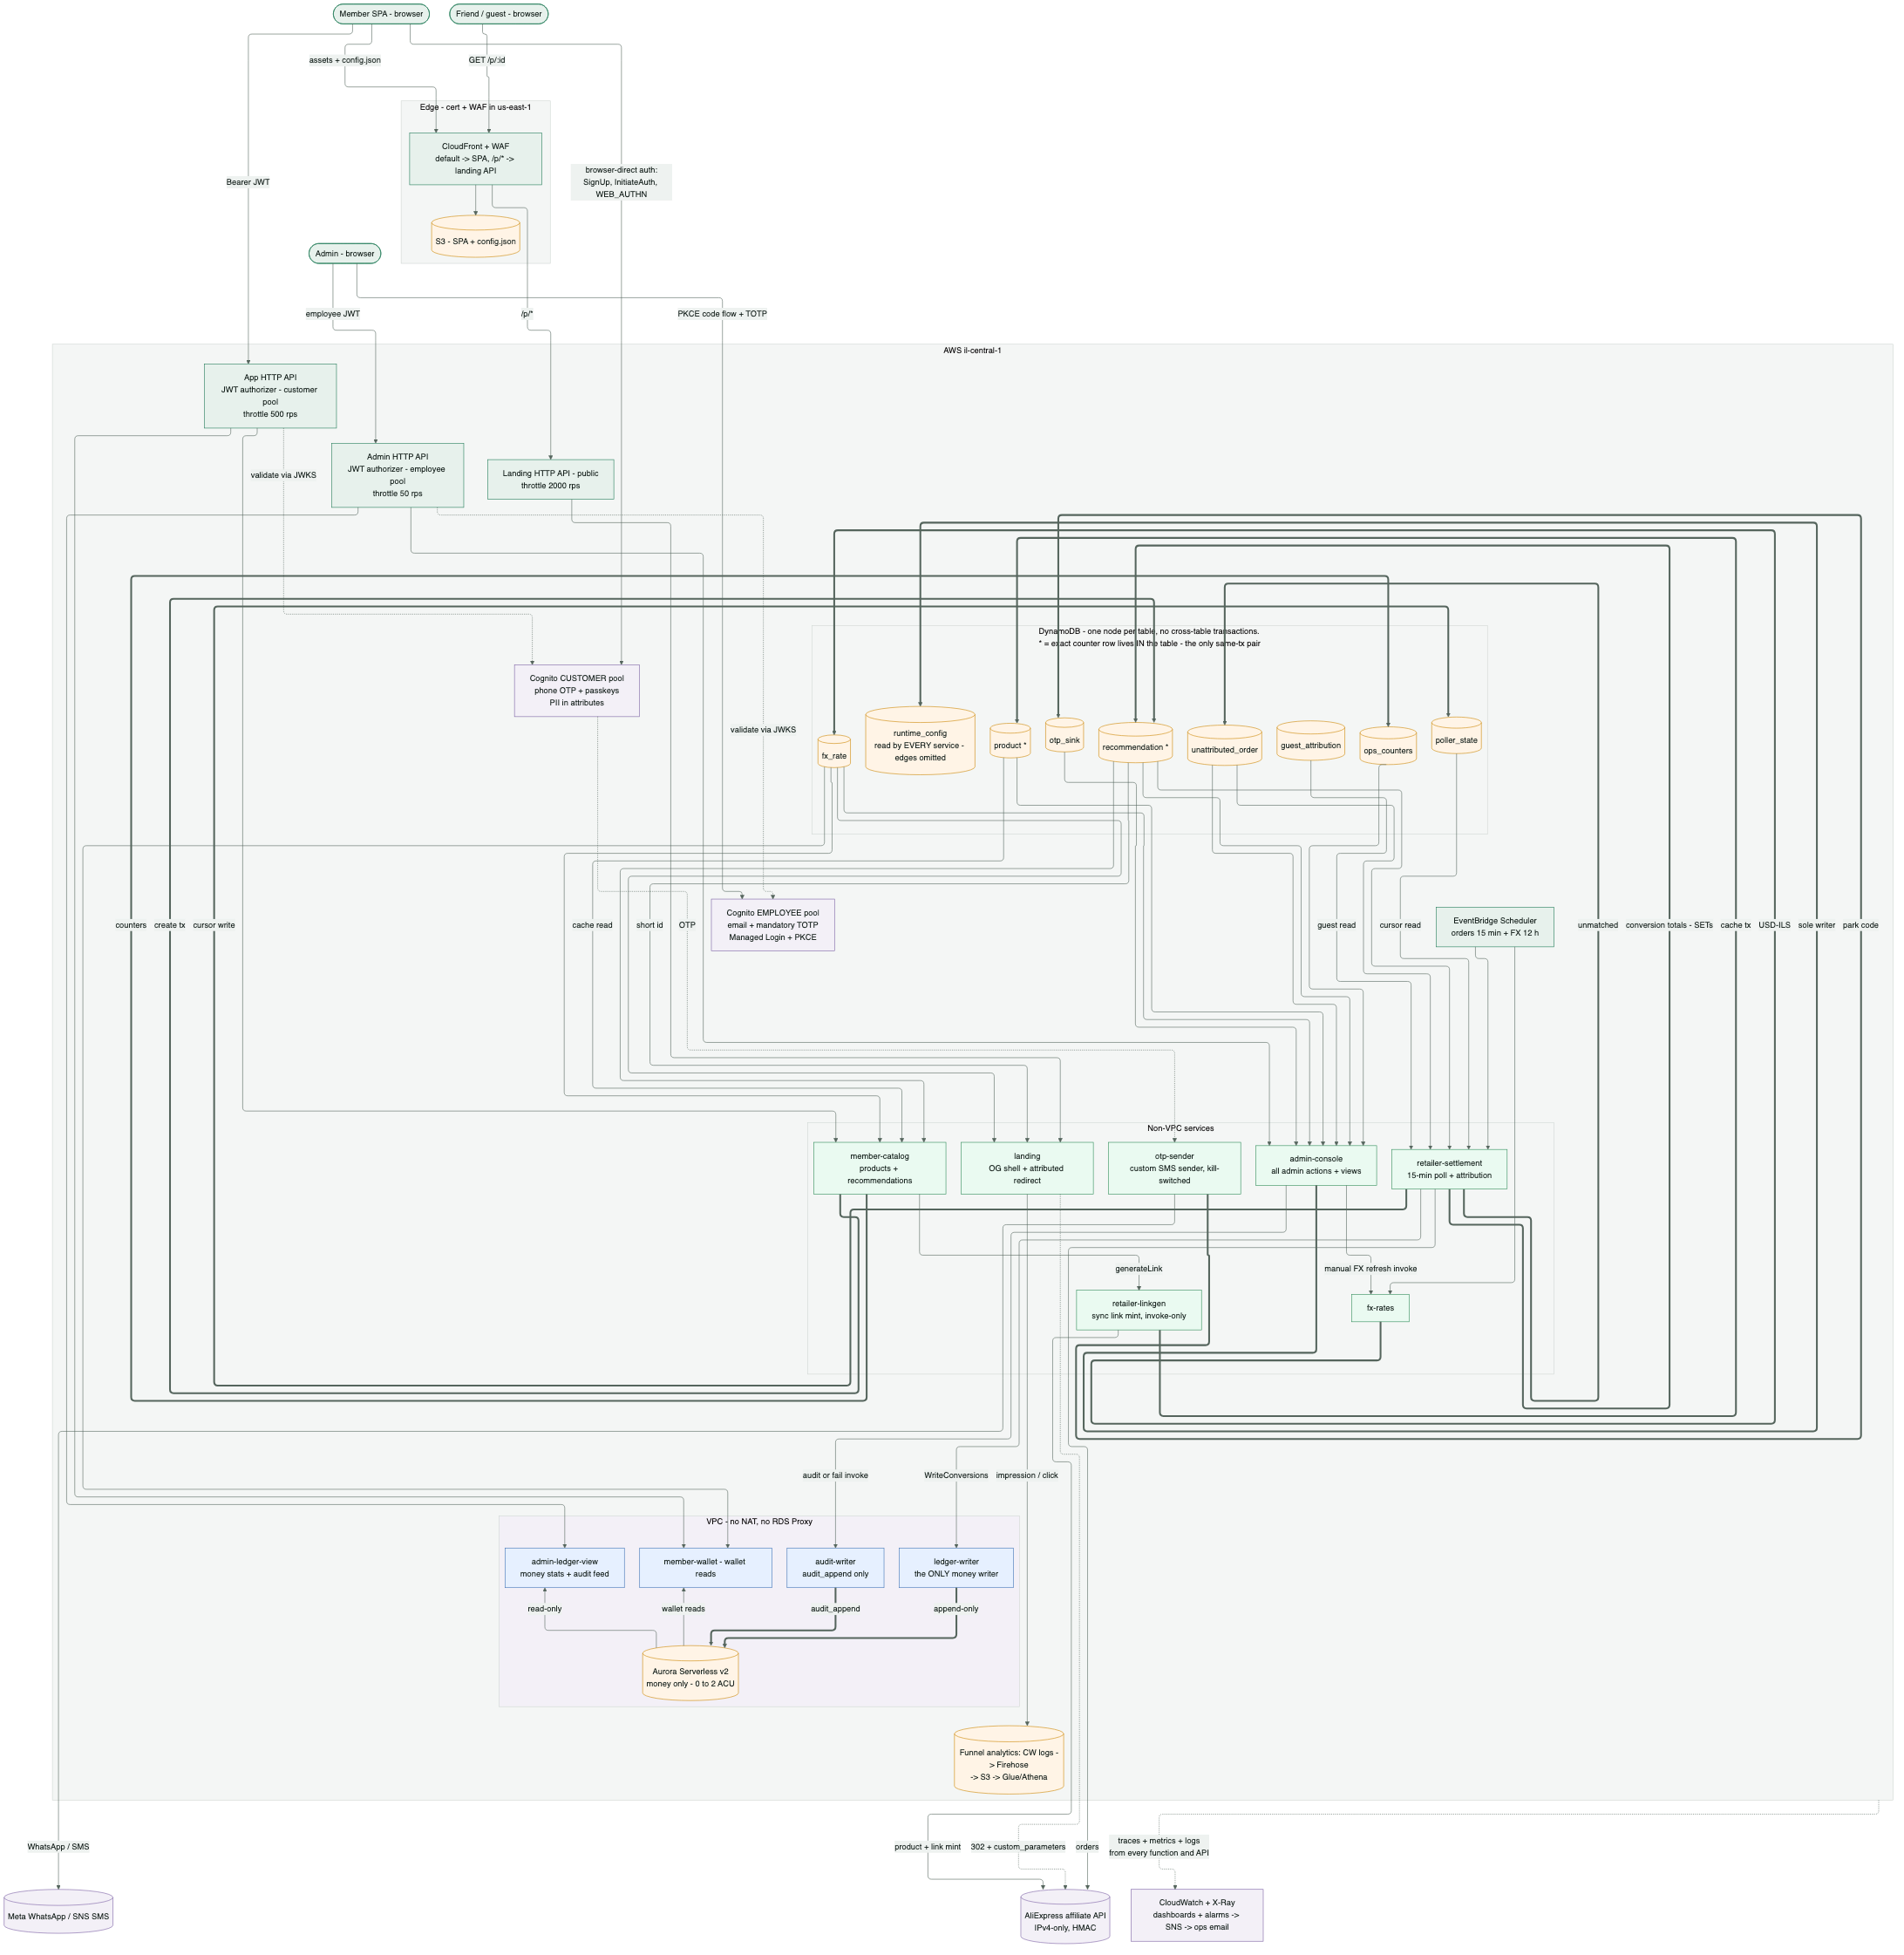 Member SPA - browser
Friend / guest - browser
assets + config.json
GET /p/:id
Edge - cert + WAF in us-east-1
CloudFront + WAF
default -> SPA, /p/* ->
landing API
Bearer JWT
browser-direct auth:
SignUp, InitiateAuth,
WEB_AUTHN
S3 - SPA + config.json
Admin - browser
employee JWT
/p/*
PKCE code flow + TOTP
AWS il-central-1
App HTTP API
JWT authorizer - customer
pool
throttle 500 rps
Admin HTTP API
JWT authorizer - employee
pool
throttle 50 rps
Landing HTTP API - public
throttle 2000 rps
validate via JWKS
DynamoDB - one node per table, no cross-table transactions.
* = exact counter row lives IN the table - the only same-tx pair
Cognito CUSTOMER pool
phone OTP + passkeys
PII in attributes
validate via JWKS
fx_rate
runtime_config
read by EVERY service -
edges omitted
product *
otp_sink
recommendation *
unattributed_order
guest_attribution
ops_counters
poller_state
Cognito EMPLOYEE pool
email + mandatory TOTP
Managed Login + PKCE
EventBridge Scheduler
orders 15 min + FX 12 h
counters
create tx
cursor write
cache read
short id
OTP
guest read
cursor read
unmatched
conversion totals - SETs
cache tx
USD-ILS
sole writer
park code
Non-VPC services
member-catalog
products +
recommendations
landing
OG shell + attributed
redirect
otp-sender
custom SMS sender, kill-
switched
admin-console
all admin actions + views
retailer-settlement
15-min poll + attribution
generateLink
manual FX refresh invoke
retailer-linkgen
sync link mint, invoke-only
fx-rates
audit or fail invoke
WriteConversions
impression / click
VPC - no NAT, no RDS Proxy
admin-ledger-view
money stats + audit feed
member-wallet - wallet
reads
audit-writer
audit_append only
ledger-writer
the ONLY money writer
read-only
wallet reads
audit_append
append-only
Aurora Serverless v2
money only - 0 to 2 ACU
Funnel analytics: CW logs -
> Firehose
-> S3 -> Glue/Athena
WhatsApp / SMS
product + link mint
302 + custom_parameters
orders
traces + metrics + logs
from every function and API
Meta WhatsApp / SNS SMS
AliExpress affiliate API
IPv4-only, HMAC
CloudWatch + X-Ray
dashboards + alarms ->
SNS -> ops email